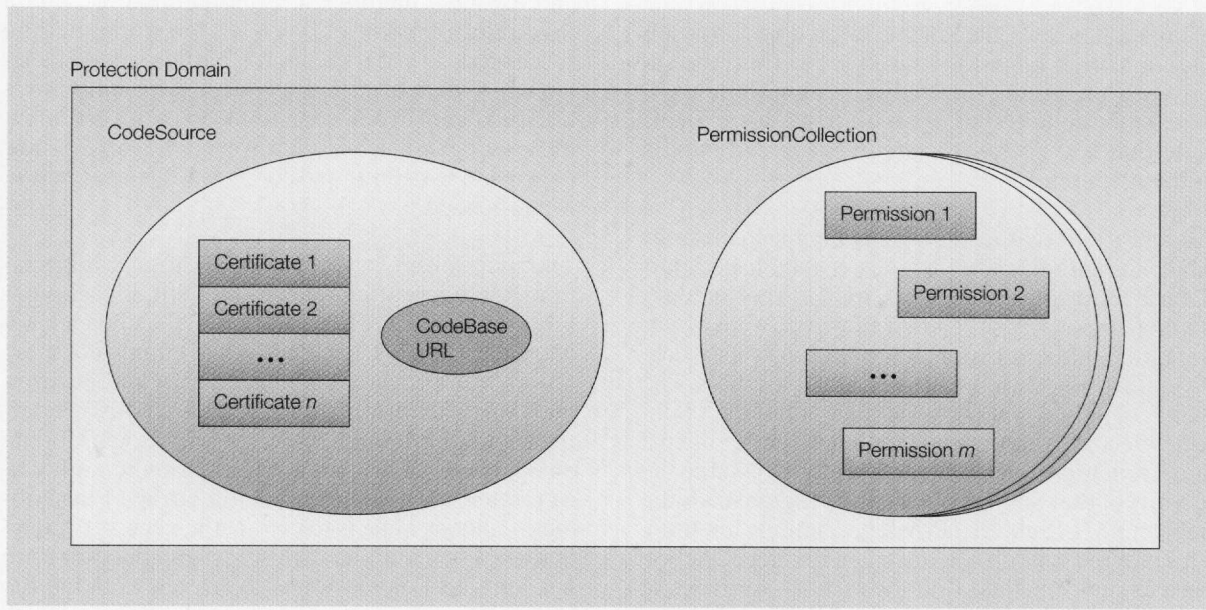 Protection Domain
CodeSource
Certificate 1
Certificate 2
...
Certificate n
CodeBase
URL
PermissionCollection
Permission 1
Permission 2
...
Permission m